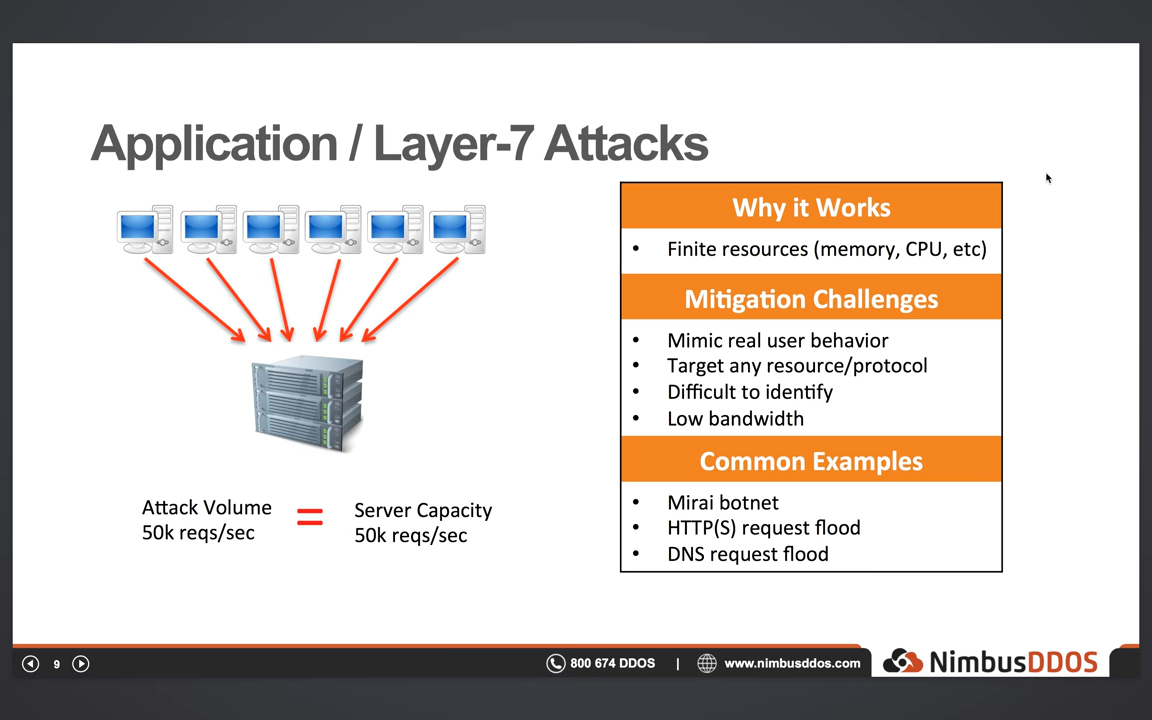 Application / Layer-7 Attacks
Why it Works
• Finite resources (memory, CPU, etc)
Mitigation Challenges
• Mimic real user behavior
• Target any resource/protocol
• Difficult to identify
• Low bandwidth
Common Examples
• Mirai botnet
• HTTP(S) request flood
• DNS request flood
Attack Volume
50k reqs/sec
=
Server Capacity
50k reqs/sec
9
800 674 DDOS | www.nimbusddos.com
NimbusDDOS